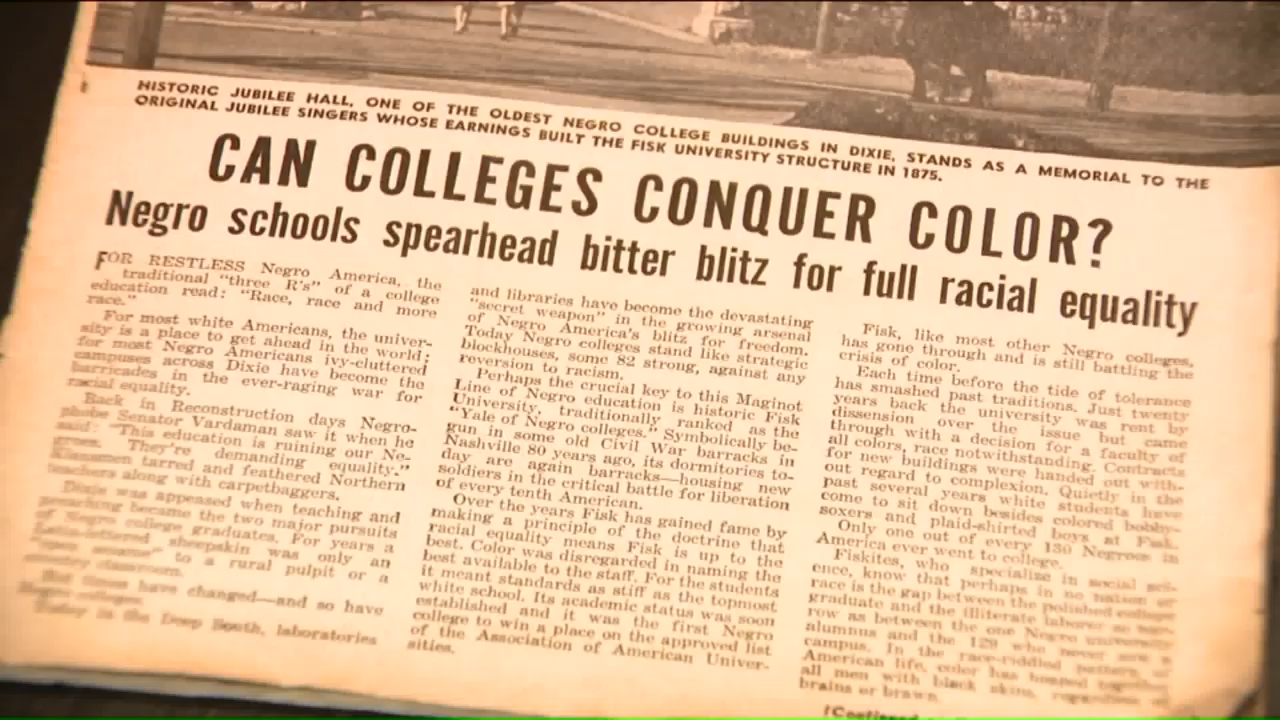 HISTORIC JUBILEE HALL, ONE OF THE OLDEST NEGRO COLLEGE BUILDINGS IN DIXIE, STANDS AS A MEMORIAL TO THE
ORIGINAL JUBILEE SINGERS WHOSE EARNINGS BUILT THE FISK UNIVERSITY STRUCTURE IN 1875.
CAN COLLEGES CONQUER COLOR?
Negro schools spearhead bitter blitz for full racial equality
FOR RESTLESS Negro America, the
traditional "three R's" of a college
education read: "Race, race and more
race."
For most white Americans, the univer-
sity is a place to get ahead in the world;
for most Negro Americans ivy-cluttered
campuses across Dixie have become the
barricades in the ever-raging war for
racial equality.
Back in Reconstruction days Negro-
phobe Senator Vardaman saw it when he
said: "This education is ruining our Ne-
groes. They're demanding equality."
Klansmen tarred and feathered Northern
teachers along with carpetbaggers.
Dixie was appeased when teaching and
preaching became the two major pursuits
of Negro college graduates. For years a
sheepskin was only an
"open sesame" to a rural pulpit or a
country classroom.
But times have changed—and so have
Negro colleges.
Today in the Deep South, laboratories
and libraries have become the devastating
"secret weapon" in the growing arsenal
of Negro America's blitz for freedom.
Today Negro colleges stand like strategic
blockhouses, some 82 strong, against any
reversion to racism.
Perhaps the crucial key to this Maginot
Line of Negro education is historic Fisk
University, traditionally ranked as the
"Yale of Negro colleges." Symbolically be-
gun in some old Civil War barracks in
Nashville 80 years ago, its dormitories to-
day are again barracks—housing new
soldiers in the critical battle for liberation
of every tenth American.
Over the years Fisk has gained fame by
making a principle of the doctrine that
racial equality means Fisk is up to the
best. Color was disregarded in naming the
best available to the staff. For the students
it meant standards as stiff as the topmost
white school. Its academic status was soon
established and it was the first Negro
college to win a place on the approved list
of the Association of American Univer-
sities.
Fisk, like most other Negro colleges,
has gone through and is still battling the
crisis of color.
Each time before the tide of tolerance
has smashed past traditions. Just twenty
years back the university was rent by
dissension over the issue but came
through with a decision for a faculty of
all colors, race notwithstanding. Contracts
for new buildings were handed out with-
out regard to complexion. Quietly in the
past several years white students have
come to sit down besides colored bobby-
soxers and plaid-shirted boys at Fisk.
Only one out of every 130 Negroes in
America ever went to college.
Fiskites, who specialize in social sci-
ence, know that perhaps in no nation or
race is the gap between the polished college
graduate and the illiterate laborer so nar-
row as between the one Negro university
alumnus and the 129 who never saw a
campus. In the race-riddled pattern of
American life, color has bound together
all men with black skins, regardless of
brains or brawn.
(Continued